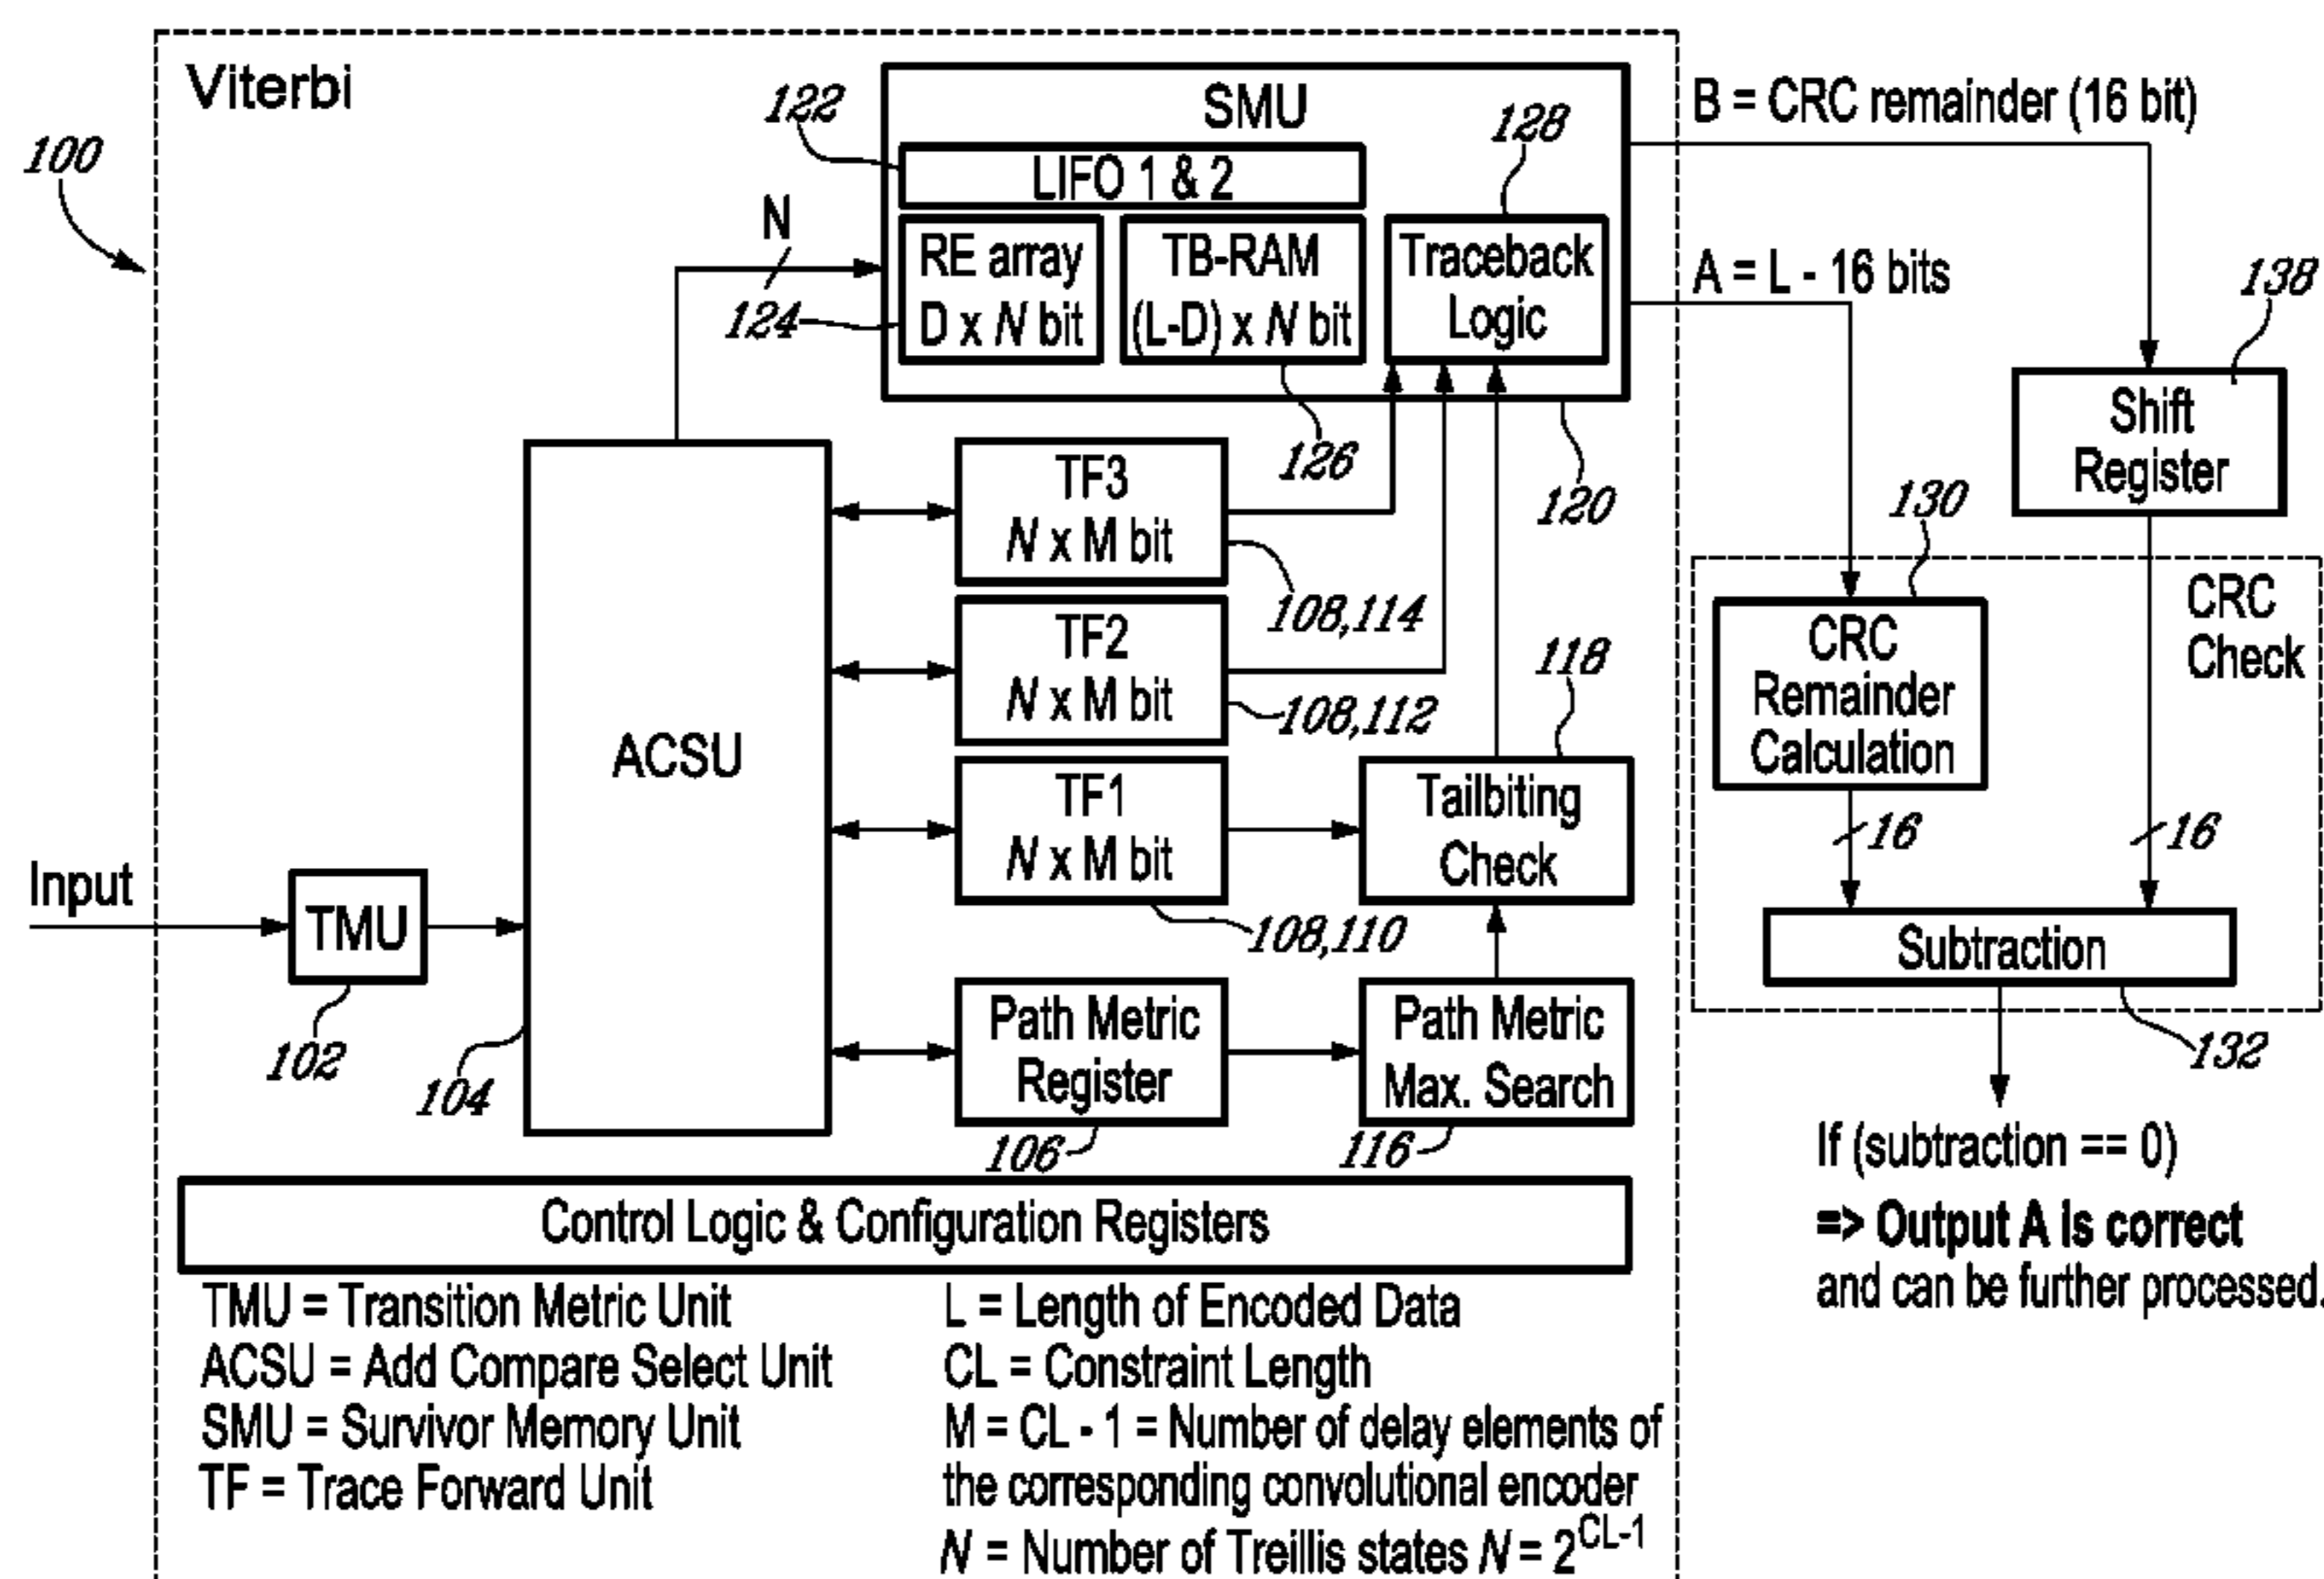 Viterbi
100
SMU
122
128
LIFO 1 & 2
N
RE array
D x N bit
124
TB-RAM
(L-D) x N bit
126
Traceback
Logic
120
B = CRC remainder (16 bit)
A = L - 16 bits
138
Shift
Register
130
CRC
Check
CRC
Remainder
Calculation
16
16
Subtraction
132
If (subtraction == 0)
=> Output A is correct
and can be further processed.
ACSU
104
TF3
N x M bit
108,114
TF2
N x M bit
108,112
TF1
N x M bit
108,110
118
Tailbiting
Check
Input
TMU
102
Path Metric
Register
106
Path Metric
Max. Search
116
Control Logic & Configuration Registers
TMU = Transition Metric Unit
ACSU = Add Compare Select Unit
SMU = Survivor Memory Unit
TF = Trace Forward Unit
L = Length of Encoded Data
CL = Constraint Length
M = CL - 1 = Number of delay elements of
the corresponding convolutional encoder
N = Number of Treillis states N = 2^CL-1